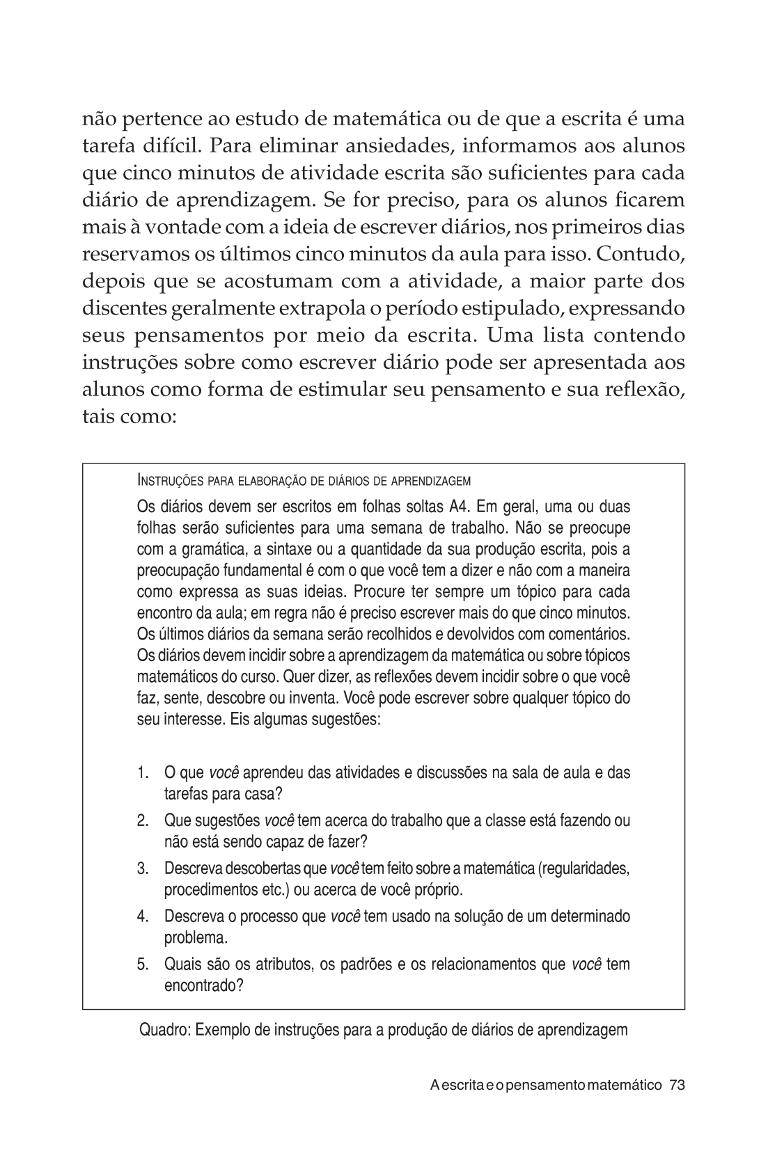 não pertence ao estudo de matemática ou de que a escrita é uma
tarefa difícil. Para eliminar ansiedades, informamos aos alunos
que cinco minutos de atividade escrita são suficientes para cada
diário de aprendizagem. Se for preciso, para os alunos ficarem
mais à vontade com a ideia de escrever diários, nos primeiros dias
reservamos os últimos cinco minutos da aula para isso. Contudo,
depois que se acostumam com a atividade, a maior parte dos
discentes geralmente extrapola o período estipulado, expressando
seus pensamentos por meio da escrita. Uma lista contendo
instruções sobre como escrever diário pode ser apresentada aos
alunos como forma de estimular seu pensamento e sua reflexão,
tais como:
INSTRUÇÕES PARA ELABORAÇÃO DE DIÁRIOS DE APRENDIZAGEM
Os diários devem ser escritos em folhas soltas A4. Em geral, uma ou duas
folhas serão suficientes para uma semana de trabalho. Não se preocupe
com a gramática, a sintaxe ou a quantidade da sua produção escrita, pois a
preocupação fundamental é com o que você tem a dizer e não com a maneira
como expressa as suas ideias. Procure ter sempre um tópico para cada
encontro da aula; em regra não é preciso escrever mais do que cinco minutos.
Os últimos diários da semana serão recolhidos e devolvidos com comentários.
Os diários devem incidir sobre a aprendizagem da matemática ou sobre tópicos
matemáticos do curso. Quer dizer, as reflexões devem incidir sobre o que você
faz, sente, descobre ou inventa. Você pode escrever sobre qualquer tópico do
seu interesse. Eis algumas sugestões:
1. O que você aprendeu das atividades e discussões na sala de aula e das
tarefas para casa?
2. Que sugestões você tem acerca do trabalho que a classe está fazendo ou
não está sendo capaz de fazer?
3. Descreva descobertas que você tem feito sobre a matemática (regularidades,
procedimentos etc.) ou acerca de você próprio.
4. Descreva o processo que você tem usado na solução de um determinado
problema.
5. Quais são os atributos, os padrões e os relacionamentos que você tem
encontrado?
Quadro: Exemplo de instruções para a produção de diários de aprendizagem
A escrita e o pensamento matemático 73